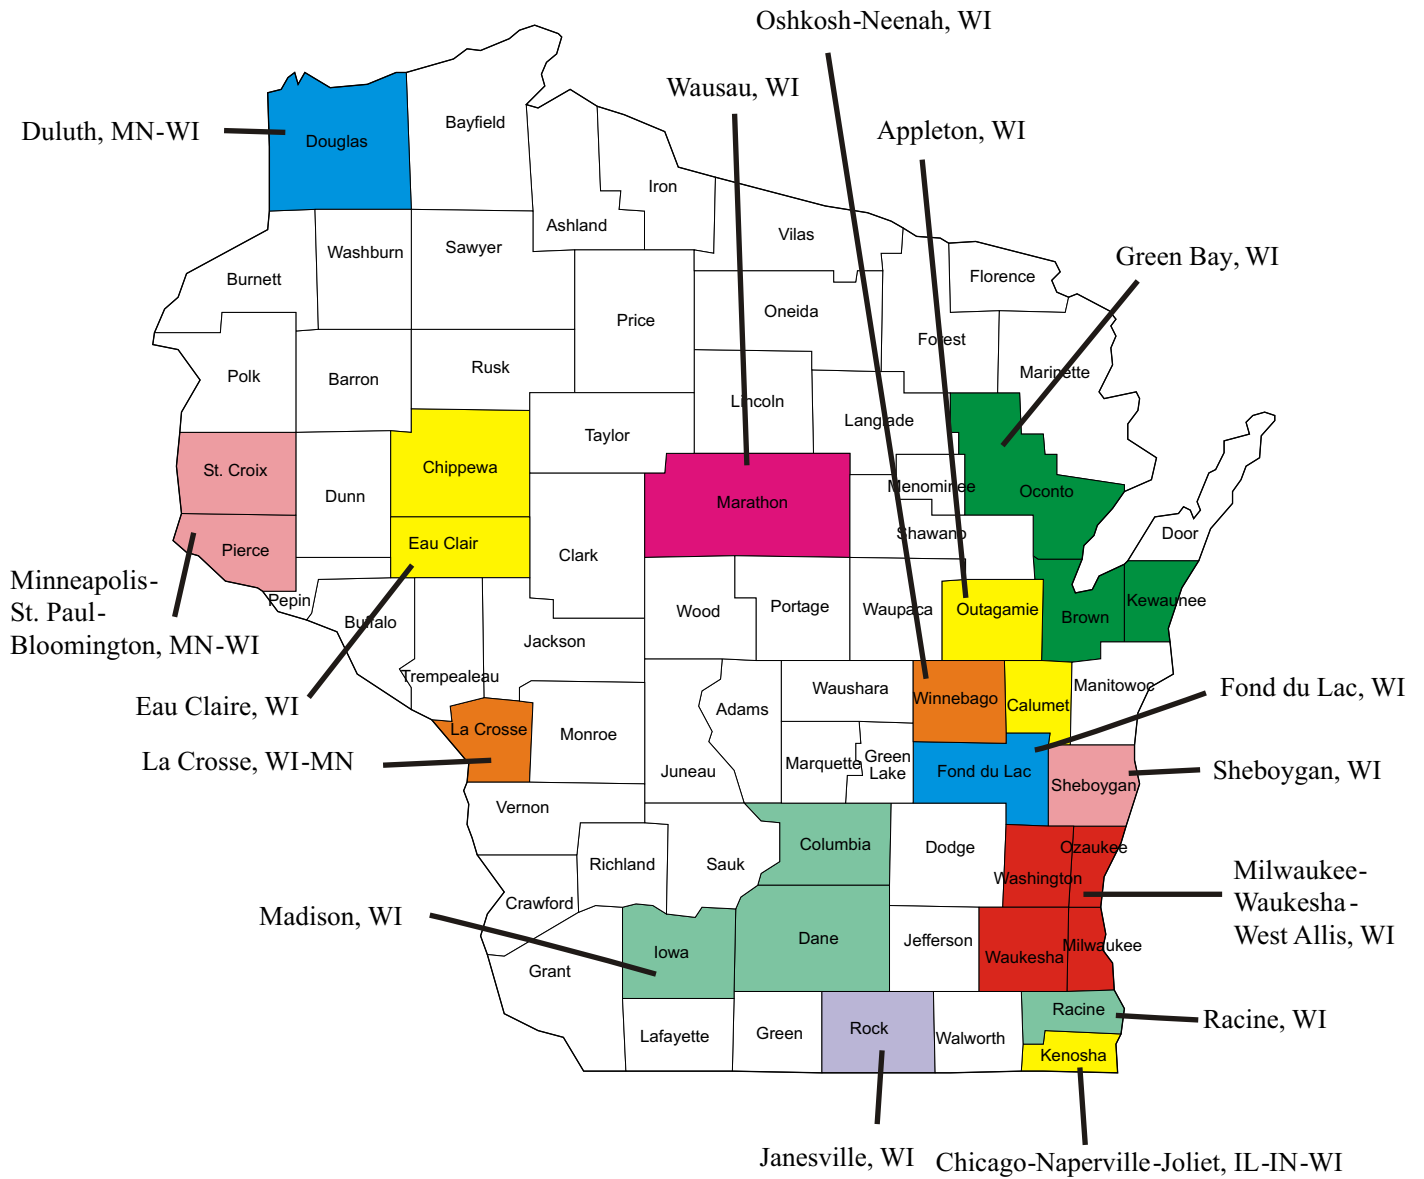 Oshkosh-Neenah, WI
Wausau, WI
Appleton, WI
Duluth, MN-WI
Douglas
Bayfield
Iron
Ashland
Vilas
Washburn
Sawyer
Burnett
Florence
Green Bay, WI
Price
Oneida
Forest
Polk
Barron
Rusk
Marinette
Lincoln
Langlade
Taylor
St. Croix
Chippewa
Dunn
Marathon
Menominee
Oconto
Pierce
Eau Clair
Clark
Shawano
Door
Minneapolis-
St. Paul-
Bloomington, MN-WI
Pepin
Buffalo
Wood
Portage
Waupaca
Outagamie
Brown
Kewaunee
Jackson
Trempealeau
Eau Claire, WI
Waushara
Winnebago
Calumet
Manitowoc
Fond du Lac, WI
Adams
La Crosse
Monroe
La Crosse, WI-MN
Juneau
Marquette
Green
Lake
Fond du Lac
Sheboygan
Sheboygan, WI
Vernon
Columbia
Dodge
Ozaukee
Richland
Sauk
Washington
Milwaukee-
Waukesha-
West Allis, WI
Crawford
Madison, WI
Iowa
Dane
Jefferson
Waukesha
Milwaukee
Grant
Racine
Racine, WI
Lafayette
Green
Rock
Walworth
Kenosha
Janesville, WI
Chicago-Naperville-Joliet, IL-IN-WI